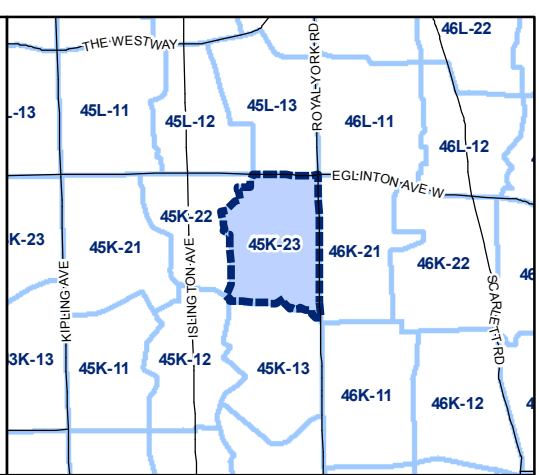 46L-22
THE WESTWAY
ROYAL YORK RD
L-13
45L-11
45L-12
45L-13
46L-11
46L-12
EGLINTON AVE W
45K-22
K-23
45K-21
45K-23
46K-21
46K-22
46
KIPLING AVE
ISLINGTON AVE
SCARLETT RD
3K-13
45K-11
45K-12
45K-13
46K-11
46K-12
4